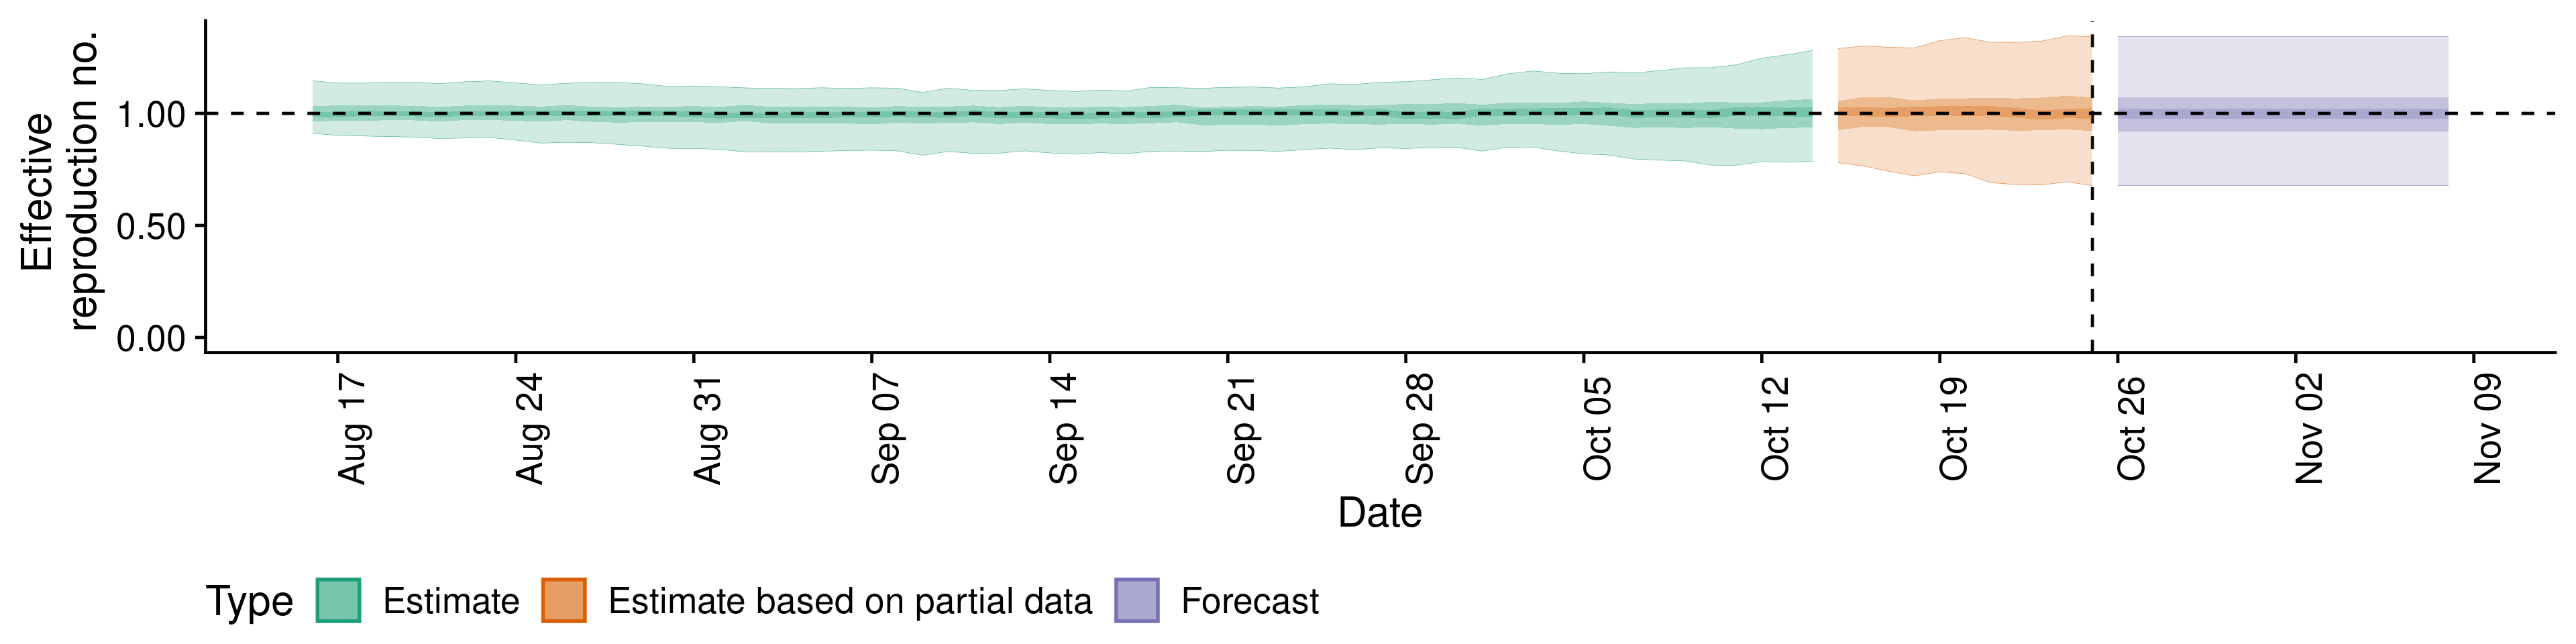 Effective
reproduction no.
1.00
0.50
0.00
Aug 17
Aug 24
Aug 31
Sep 07
Sep 14
Sep 21
Sep 28
Oct 05
Oct 12
Oct 19
Oct 26
Nov 02
Nov 09
Date
Type Estimate Estimate based on partial data Forecast